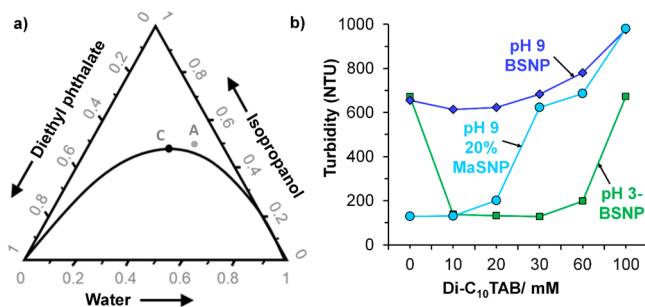 a)
1
0
0.2
0.8
0.4
0.6
0.6
0.4
0.8
0.2
1
0
0
0.2
0.4
0.6
0.8
1
Diethyl phthalate
Isopropanol
Water
C
A
b)
1000
800
600
400
200
0
Turbidity (NTU)
0
10
20
30
60
100
Di-C₁₀TAB/ mM
pH 9
BSNP
pH 9
20%
MaSNP
pH 3-
BSNP